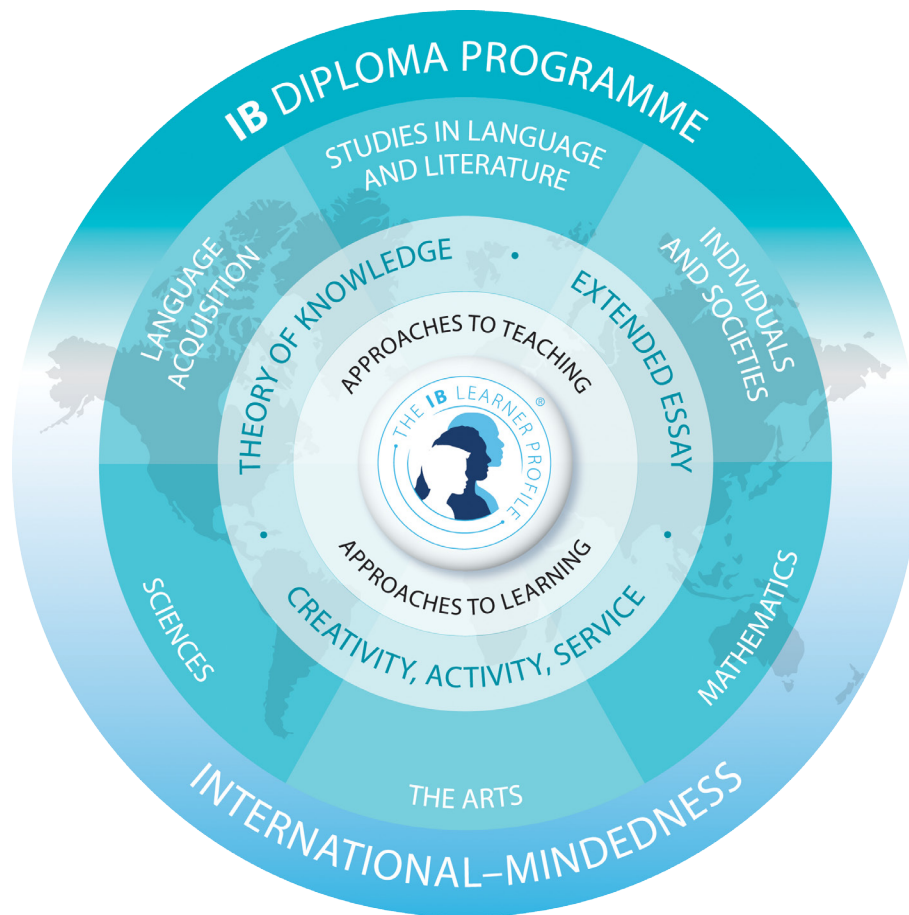 IB DIPLOMA PROGRAMME
STUDIES IN LANGUAGE
AND LITERATURE
LANGUAGE
ACQUISITION
INDIVIDUALS
AND SOCIETIES
THEORY OF KNOWLEDGE
•
EXTENDED ESSAY
APPROACHES TO TEACHING
THE IB LEARNER PROFILE
®
APPROACHES TO LEARNING
•
CREATIVITY, ACTIVITY, SERVICE
•
SCIENCES
MATHEMATICS
THE ARTS
INTERNATIONAL–MINDEDNESS